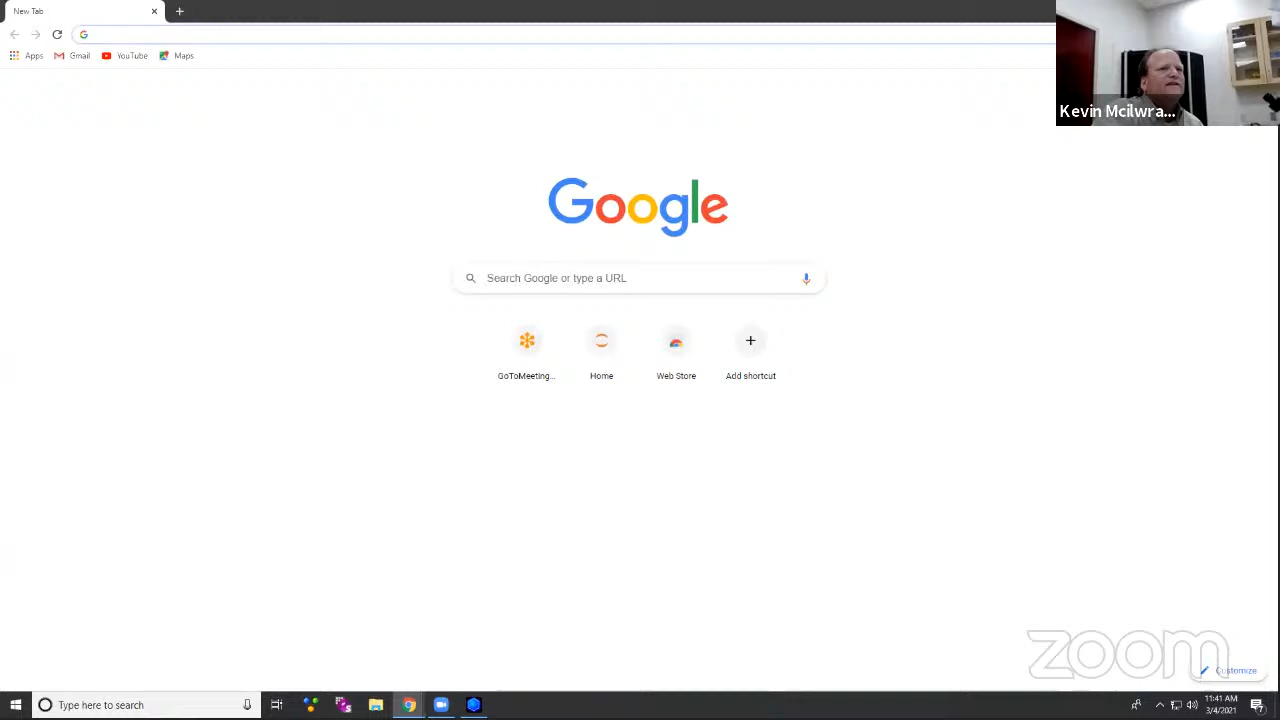 New Tab
Apps Gmail YouTube Maps
Kevin Mcilwra...
Google
Search Google or type a URL
GoToMeeting... Home Web Store Add shortcut
zoom
Customize
Type here to search
11:41 AM
3/4/2021
7